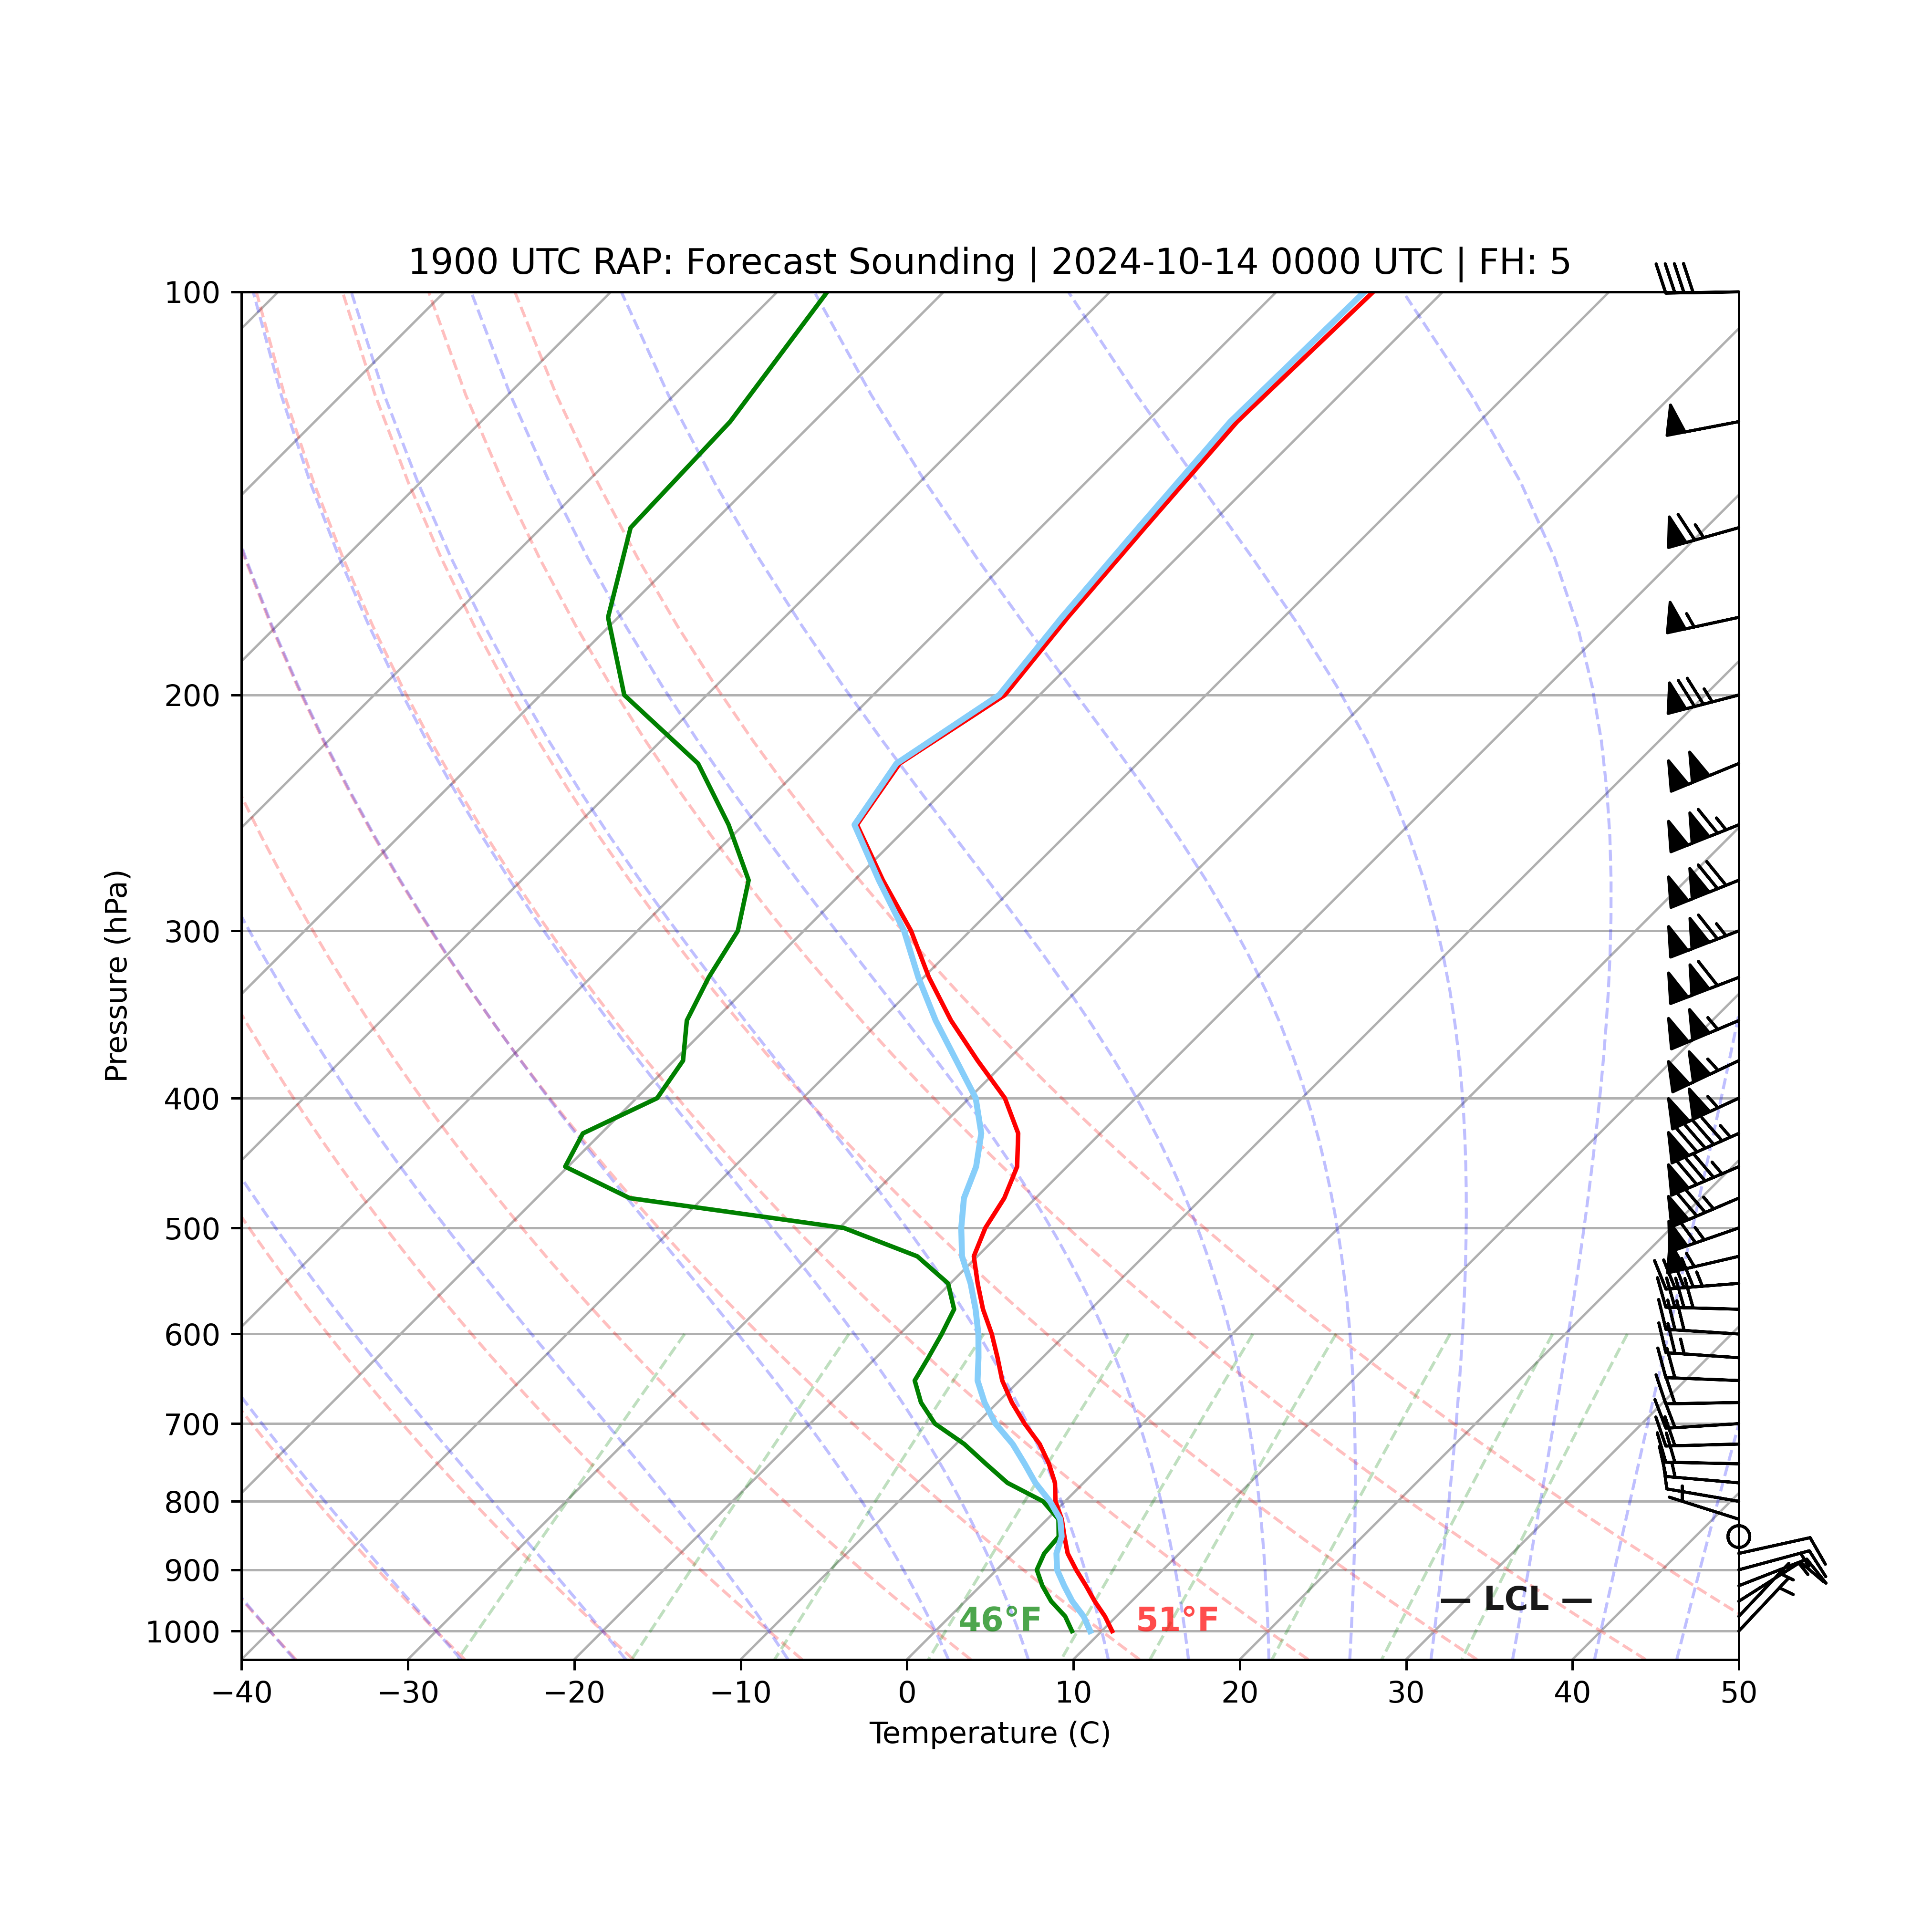 1900 UTC RAP: Forecast Sounding | 2024-10-14 0000 UTC | FH: 5
100
200
300
400
500
600
700
800
900
1000
Pressure (hPa)
46°F
51°F
— LCL —
−40 −30 −20 −10 0 10 20 30 40 50
Temperature (C)